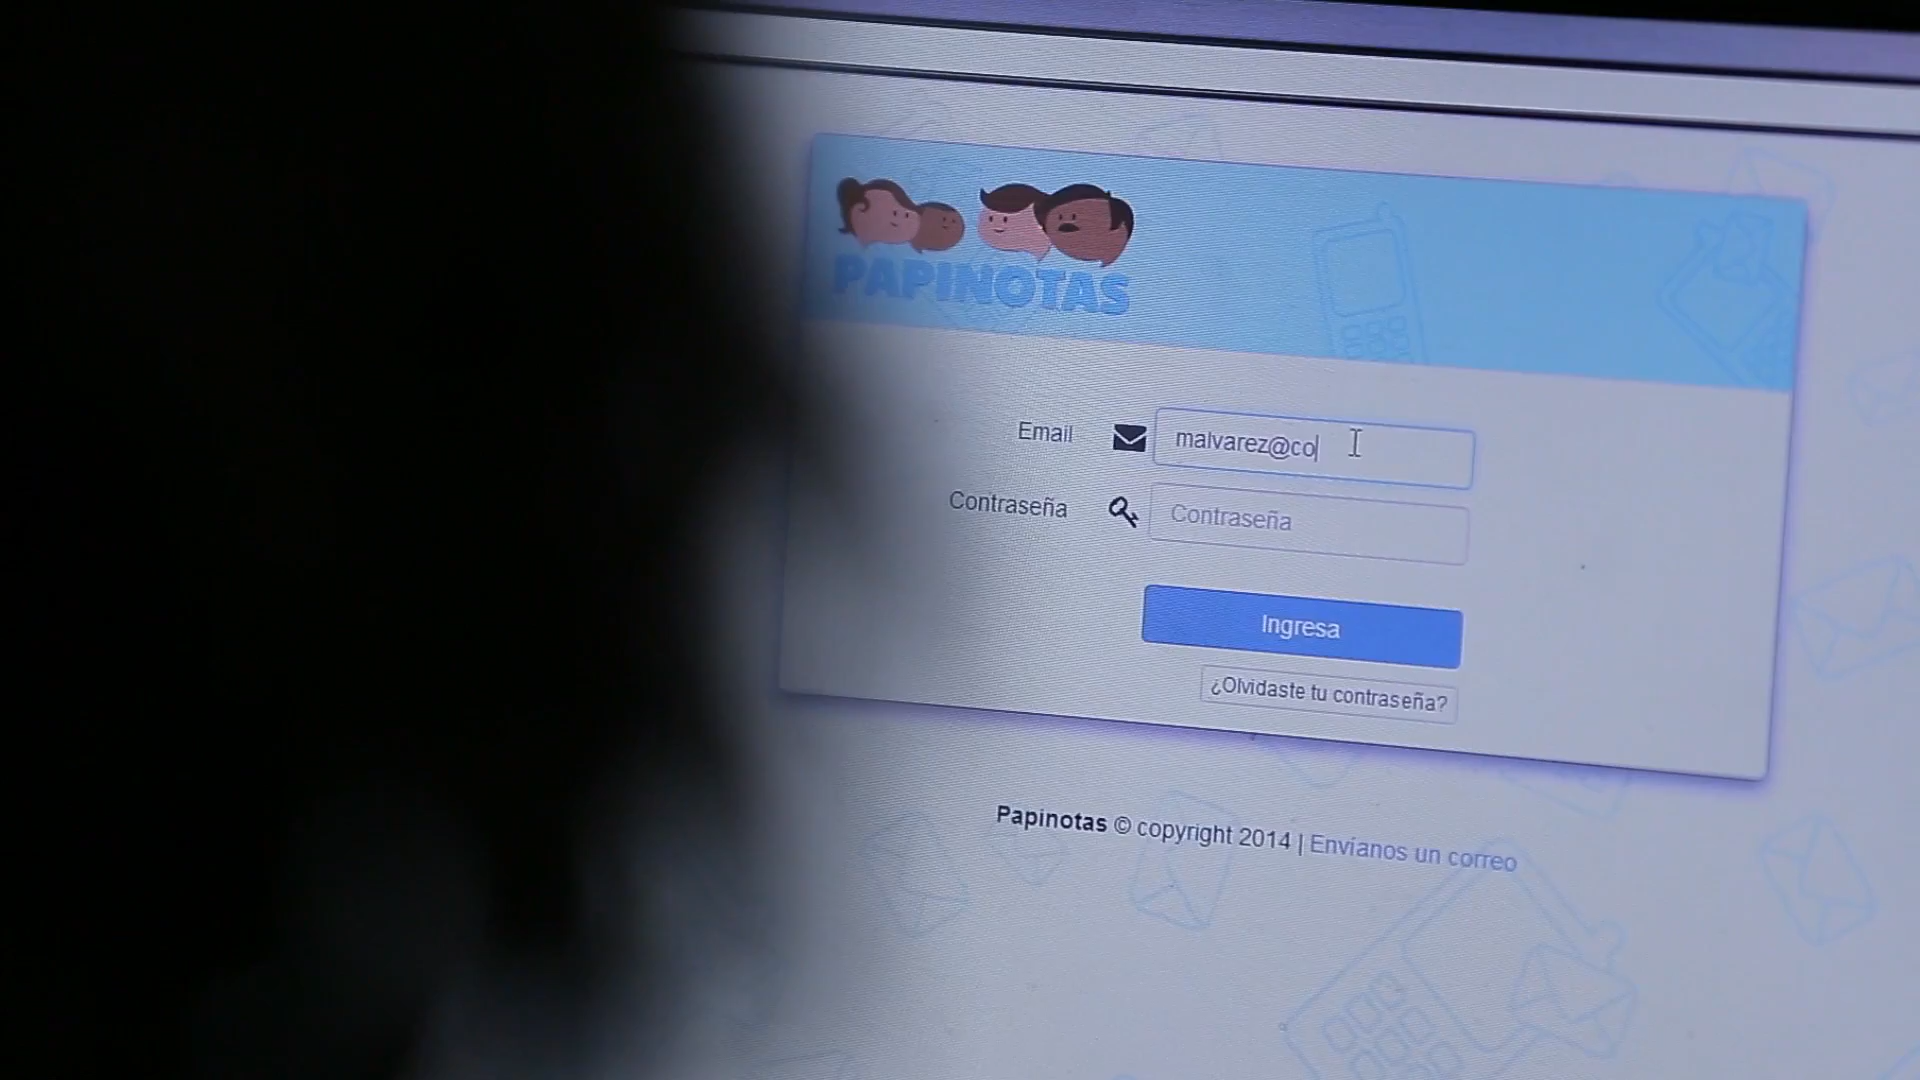 PAPINOTAS
Email malvarez@co
Contraseña Contraseña
Ingresa
¿Olvidaste tu contraseña?
Papinotas © copyright 2014 | Envíanos un correo